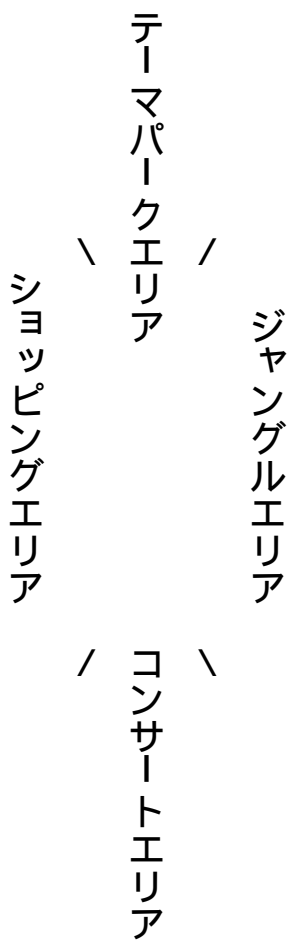 テーマパークエリア
\ /
ジャングルエリア
ショッピングエリア
/ \
コンサートエリア